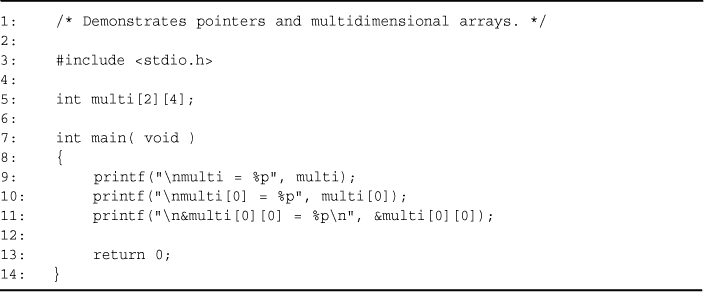 1: /* Demonstrates pointers and multidimensional arrays. */
2:
3: #include <stdio.h>
4:
5: int multi[2][4];
6:
7: int main( void )
8: {
9: printf("\nmulti = %p", multi);
10: printf("\nmulti[0] = %p", multi[0]);
11: printf("\n&multi[0][0] = %p\n", &multi[0][0]);
12:
13: return 0;
14: }